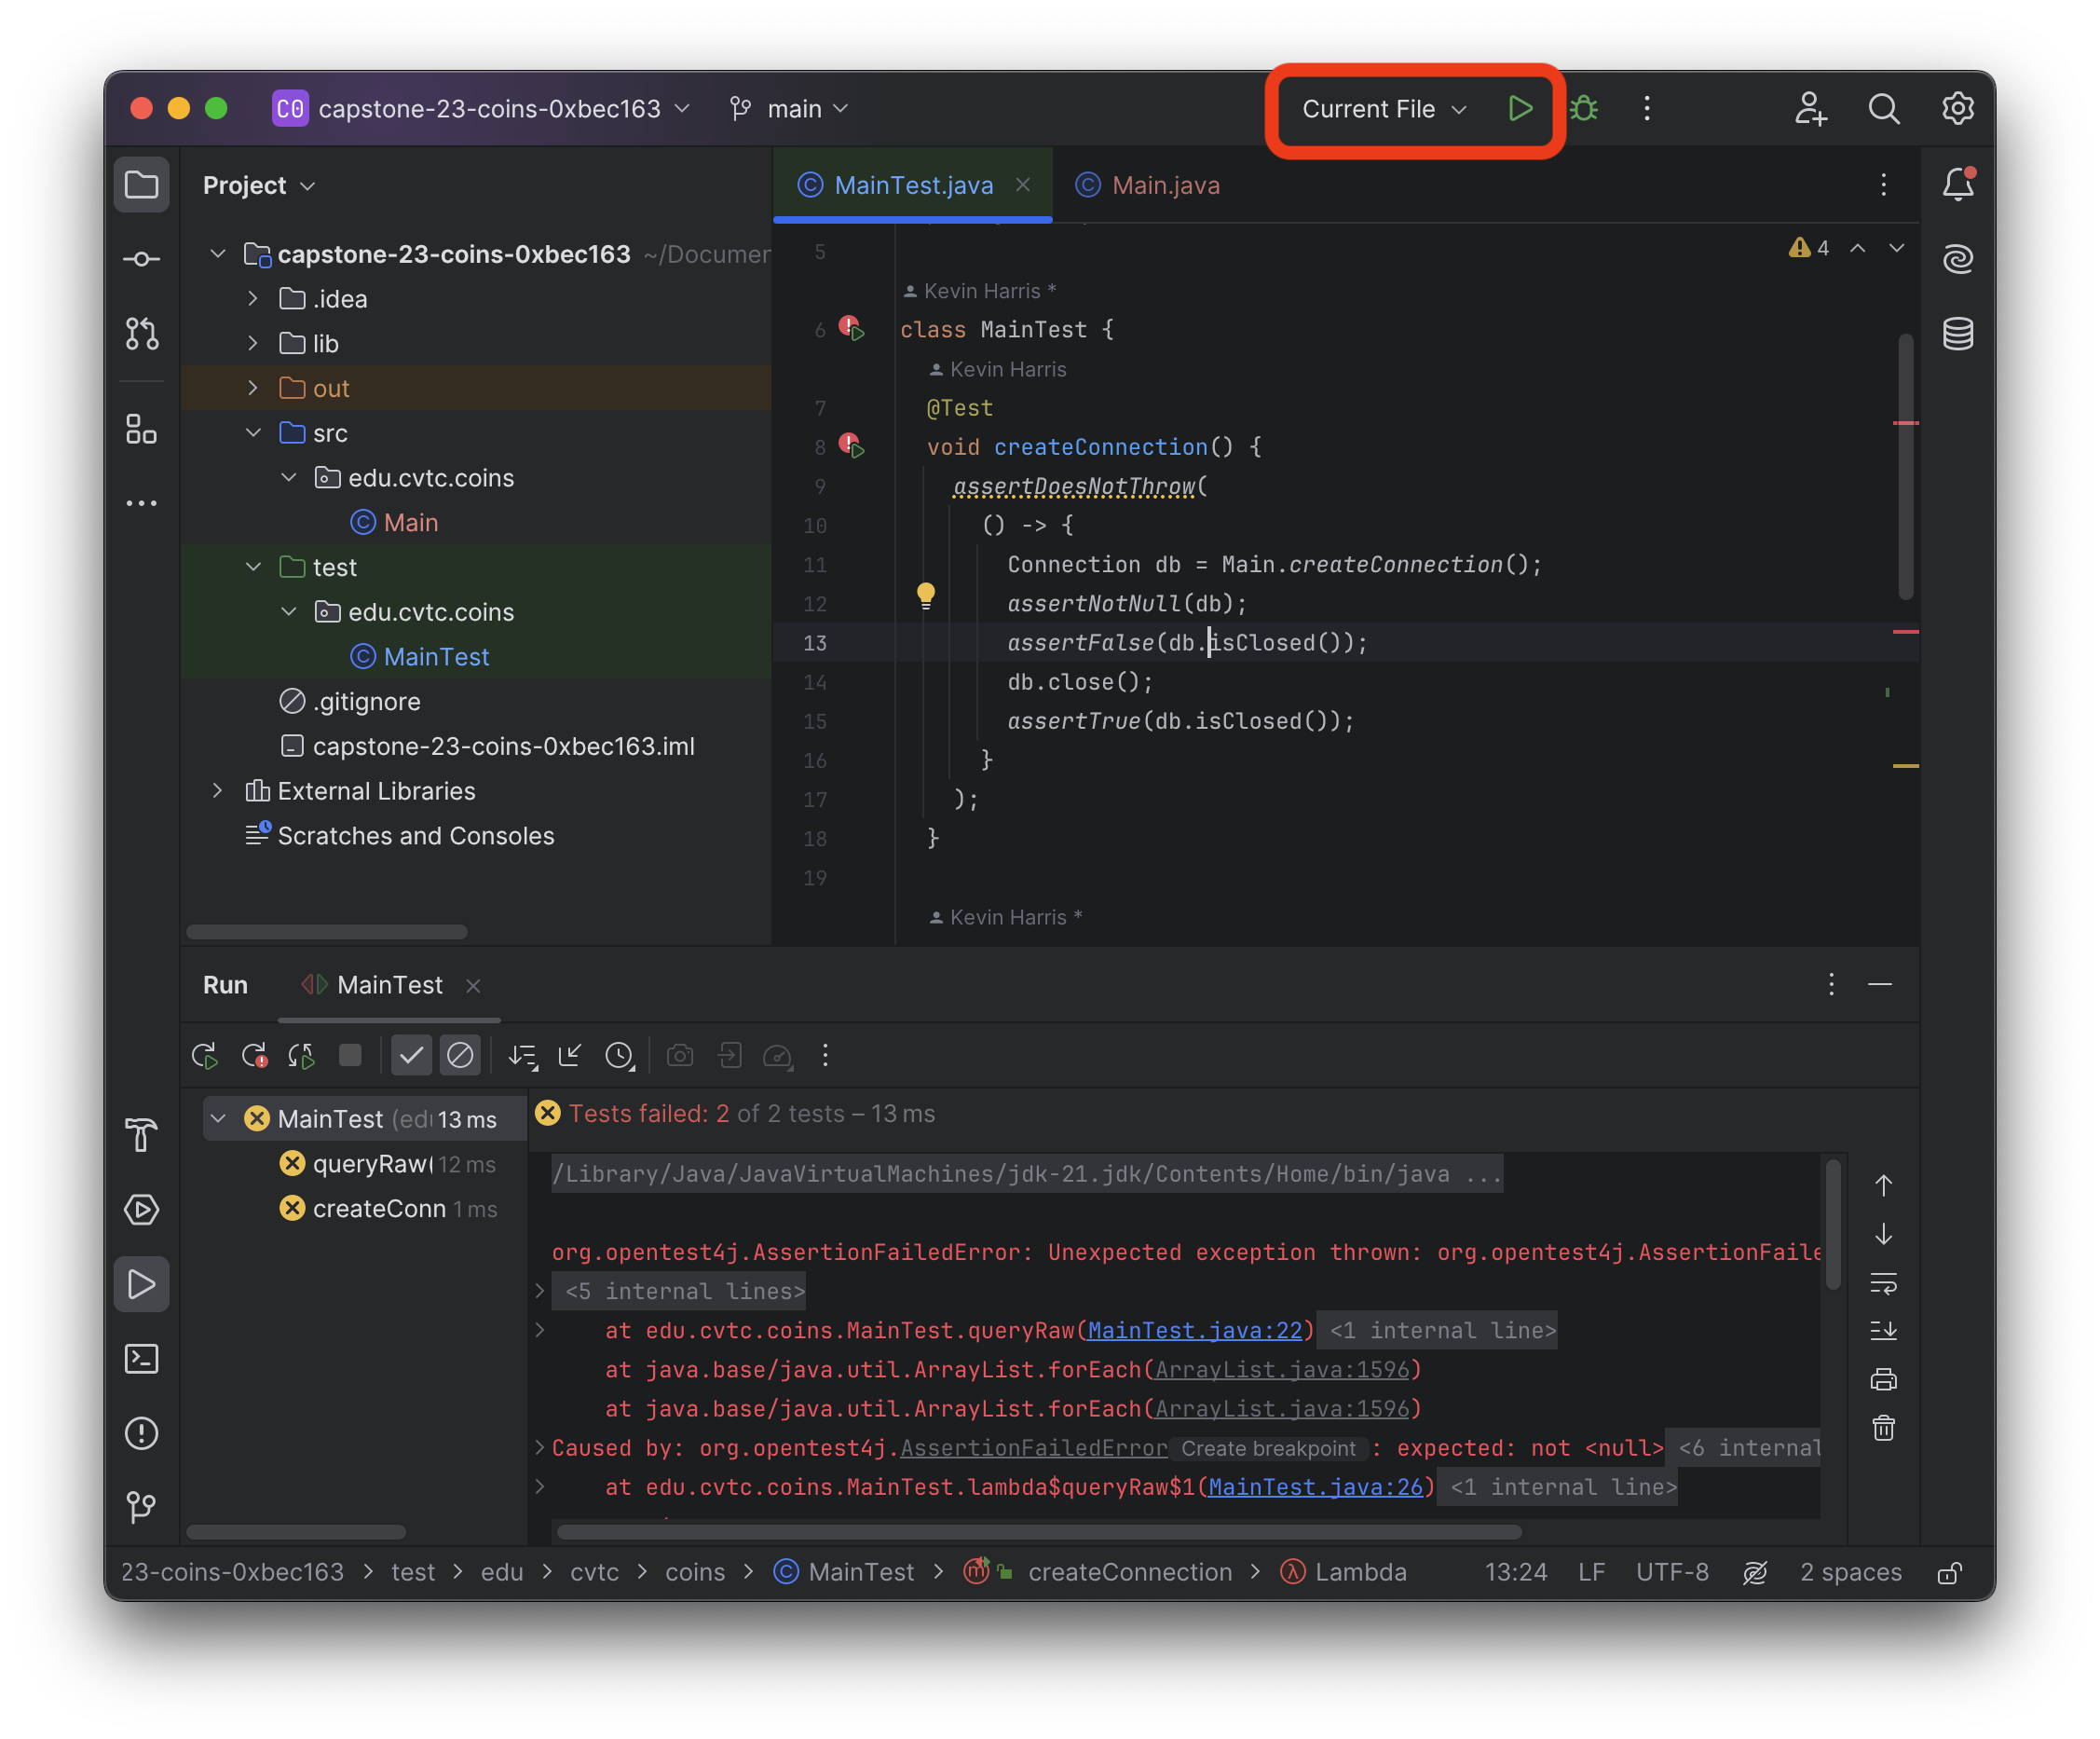 C0 capstone-23-coins-0xbec163 main Current File
Project
capstone-23-coins-0xbec163 ~/Documen
.idea
lib
out
src
edu.cvtc.coins
Main
test
edu.cvtc.coins
MainTest
.gitignore
capstone-23-coins-0xbec163.iml
External Libraries
Scratches and Consoles
MainTest.java Main.java
4
5
Kevin Harris *
6 class MainTest {
Kevin Harris
7 @Test
8 void createConnection() {
9 assertDoesNotThrow(
10 () -> {
11 Connection db = Main.createConnection();
12 assertNotNull(db);
13 assertFalse(db.isClosed());
14 db.close();
15 assertTrue(db.isClosed());
16 }
17 );
18 }
19
Kevin Harris *
Run MainTest
MainTest (edu 13 ms
queryRaw( 12 ms
createConn 1 ms
Tests failed: 2 of 2 tests – 13 ms
/Library/Java/JavaVirtualMachines/jdk-21.jdk/Contents/Home/bin/java ...
org.opentest4j.AssertionFailedError: Unexpected exception thrown: org.opentest4j.AssertionFaile
<5 internal lines>
at edu.cvtc.coins.MainTest.queryRaw(MainTest.java:22) <1 internal line>
at java.base/java.util.ArrayList.forEach(ArrayList.java:1596)
at java.base/java.util.ArrayList.forEach(ArrayList.java:1596)
Caused by: org.opentest4j.AssertionFailedError Create breakpoint : expected: not <null> <6 internal
at edu.cvtc.coins.MainTest.lambda$queryRaw$1(MainTest.java:26) <1 internal line>
23-coins-0xbec163 > test > edu > cvtc > coins > MainTest > createConnection > Lambda 13:24 LF UTF-8 2 spaces